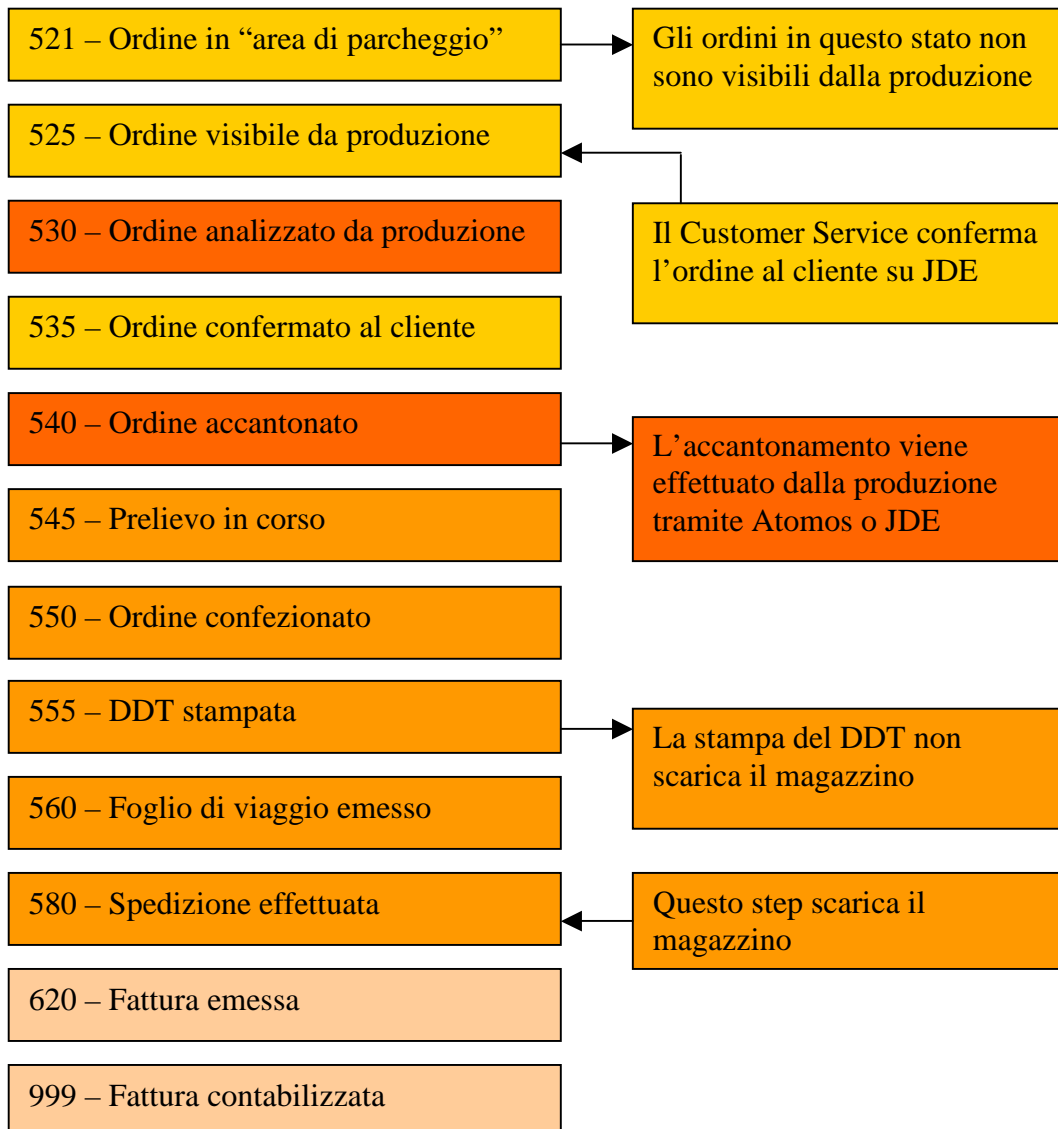 521 – Ordine in “area di parcheggio”
Gli ordini in questo stato non
sono visibili dalla produzione
525 – Ordine visibile da produzione
530 – Ordine analizzato da produzione
Il Customer Service conferma
l’ordine al cliente su JDE
535 – Ordine confermato al cliente
540 – Ordine accantonato
L’accantonamento viene
effettuato dalla produzione
tramite Atomos o JDE
545 – Prelievo in corso
550 – Ordine confezionato
555 – DDT stampata
La stampa del DDT non
scarica il magazzino
560 – Foglio di viaggio emesso
580 – Spedizione effettuata
Questo step scarica il
magazzino
620 – Fattura emessa
999 – Fattura contabilizzata